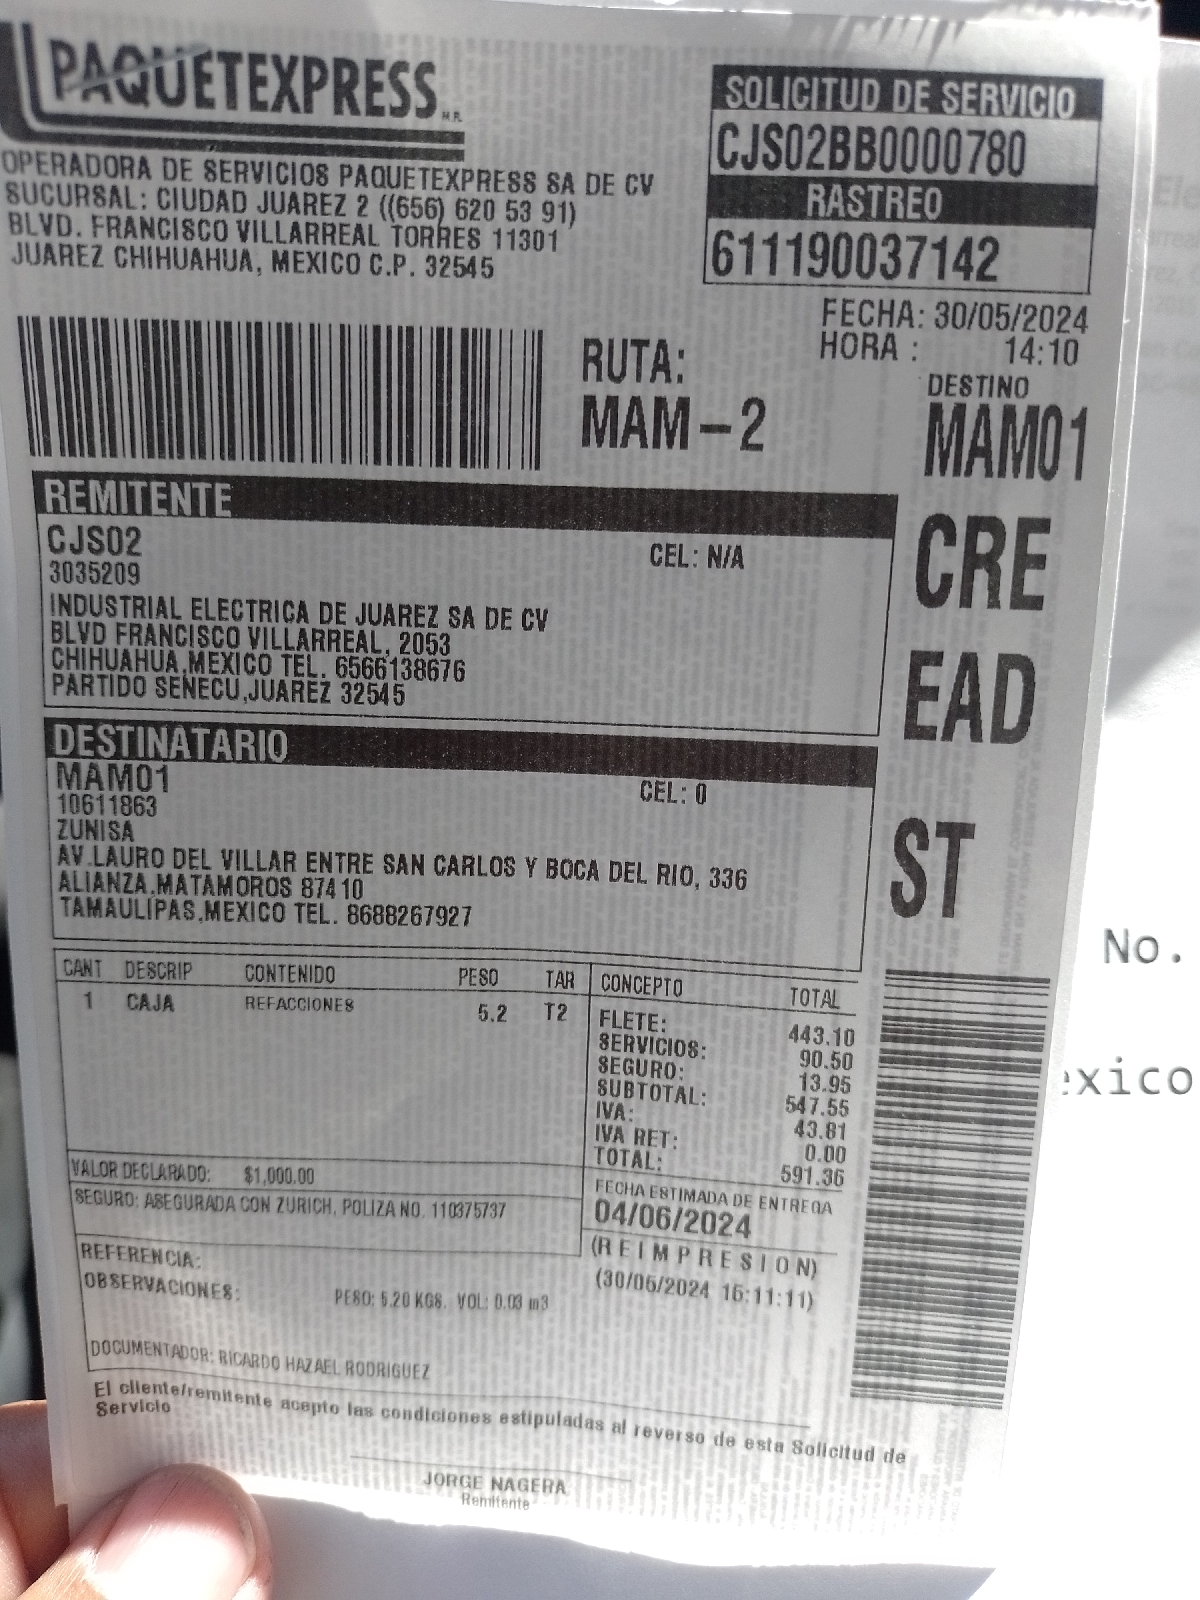 PAQUETEXPRESS M.R.
SOLICITUD DE SERVICIO
CJS02BB0000780
RASTREO
611190037142
OPERADORA DE SERVICIOS PAQUETEXPRESS SA DE CV
SUCURSAL: CIUDAD JUAREZ 2 ((656) 620 53 91)
BLVD. FRANCISCO VILLARREAL TORRES 11301
JUAREZ CHIHUAHUA, MEXICO C.P. 32545
FECHA: 30/05/2024
HORA : 14:10
RUTA:
MAM-2
DESTINO
MAM01
CRE
EAD
ST
REMITENTE
CJS02
CEL: N/A
3035209
INDUSTRIAL ELECTRICA DE JUAREZ SA DE CV
BLVD FRANCISCO VILLARREAL, 2053
CHIHUAHUA,MEXICO TEL. 6566138676
PARTIDO SENECU,JUAREZ 32545
DESTINATARIO
MAM01
CEL: 0
10611863
ZUNISA
AV.LAURO DEL VILLAR ENTRE SAN CARLOS Y BOCA DEL RIO, 336
ALIANZA.MATAMOROS 87410
TAMAULIPAS,MEXICO TEL. 8688267927
CANT DESCRIP CONTENIDO PESO TAR
1 CAJA REFACCIONES 5.2 T2
CONCEPTO TOTAL
FLETE: 443.10
SERVICIOS: 90.50
SEGURO: 13.95
SUBTOTAL: 547.55
IVA: 43.81
IVA RET: 0.00
TOTAL: 591.36
VALOR DECLARADO: $1,000.00
SEGURO: ASEGURADA CON ZURICH, POLIZA NO. 110375737
FECHA ESTIMADA DE ENTREGA
04/06/2024
(REIMPRESION)
(30/05/2024 15:11:11)
REFERENCIA:
OBSERVACIONES: PESO: 5.20 KGS. VOL: 0.03 m3
DOCUMENTADOR: RICARDO HAZAEL RODRIGUEZ
El cliente/remitente acepto las condiciones estipuladas al reverso de esta Solicitud de
Servicio
JORGE NAGERA
Remitente
No.
exico